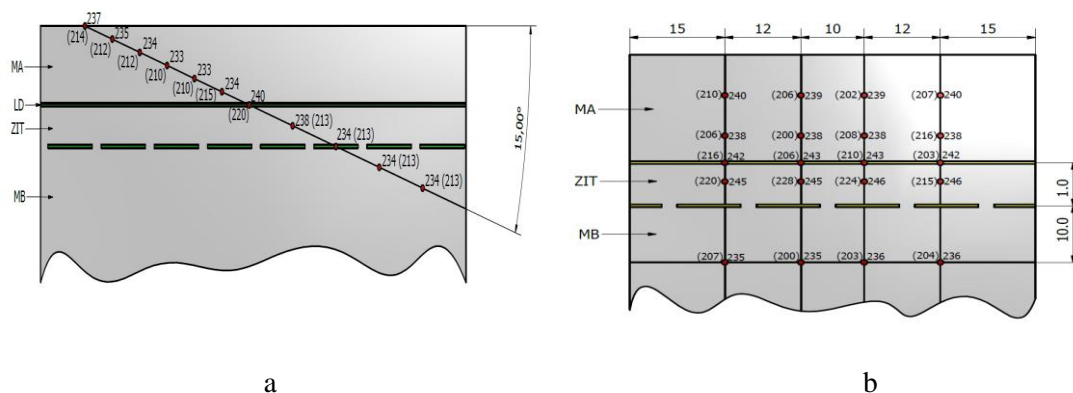 237
(214)
235
(212)
234
(212)
233
(210)
233
(210)
234
(215)
240
(220)
238 (213)
234 (213)
234 (213)
234 (213)
MA
LD
ZIT
MB
15,00°
a
15 12 10 12 15
(210) 240 (206) 239 (202) 239 (207) 240
MA
(206) 238 (200) 238 (208) 238 (216) 238
(216) 242 (206) 243 (210) 243 (203) 242
ZIT
(220) 245 (228) 245 (224) 246 (215) 246
1.0
MB
10.0
(207) 235 (200) 235 (203) 236 (204) 236
b